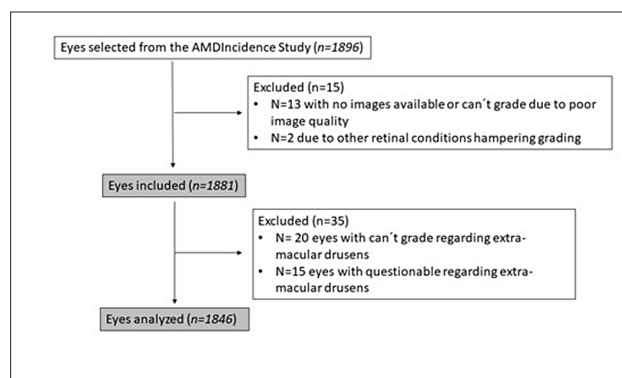 Eyes selected from the AMDIncidence Study (n=1896)
Excluded (n=15)
• N=13 with no images available or can´t grade due to poor
image quality
• N=2 due to other retinal conditions hampering grading
Eyes included (n=1881)
Excluded (n=35)
• N= 20 eyes with can´t grade regarding extra-
macular drusens
• N=15 eyes with questionable regarding extra-
macular drusens
Eyes analyzed (n=1846)